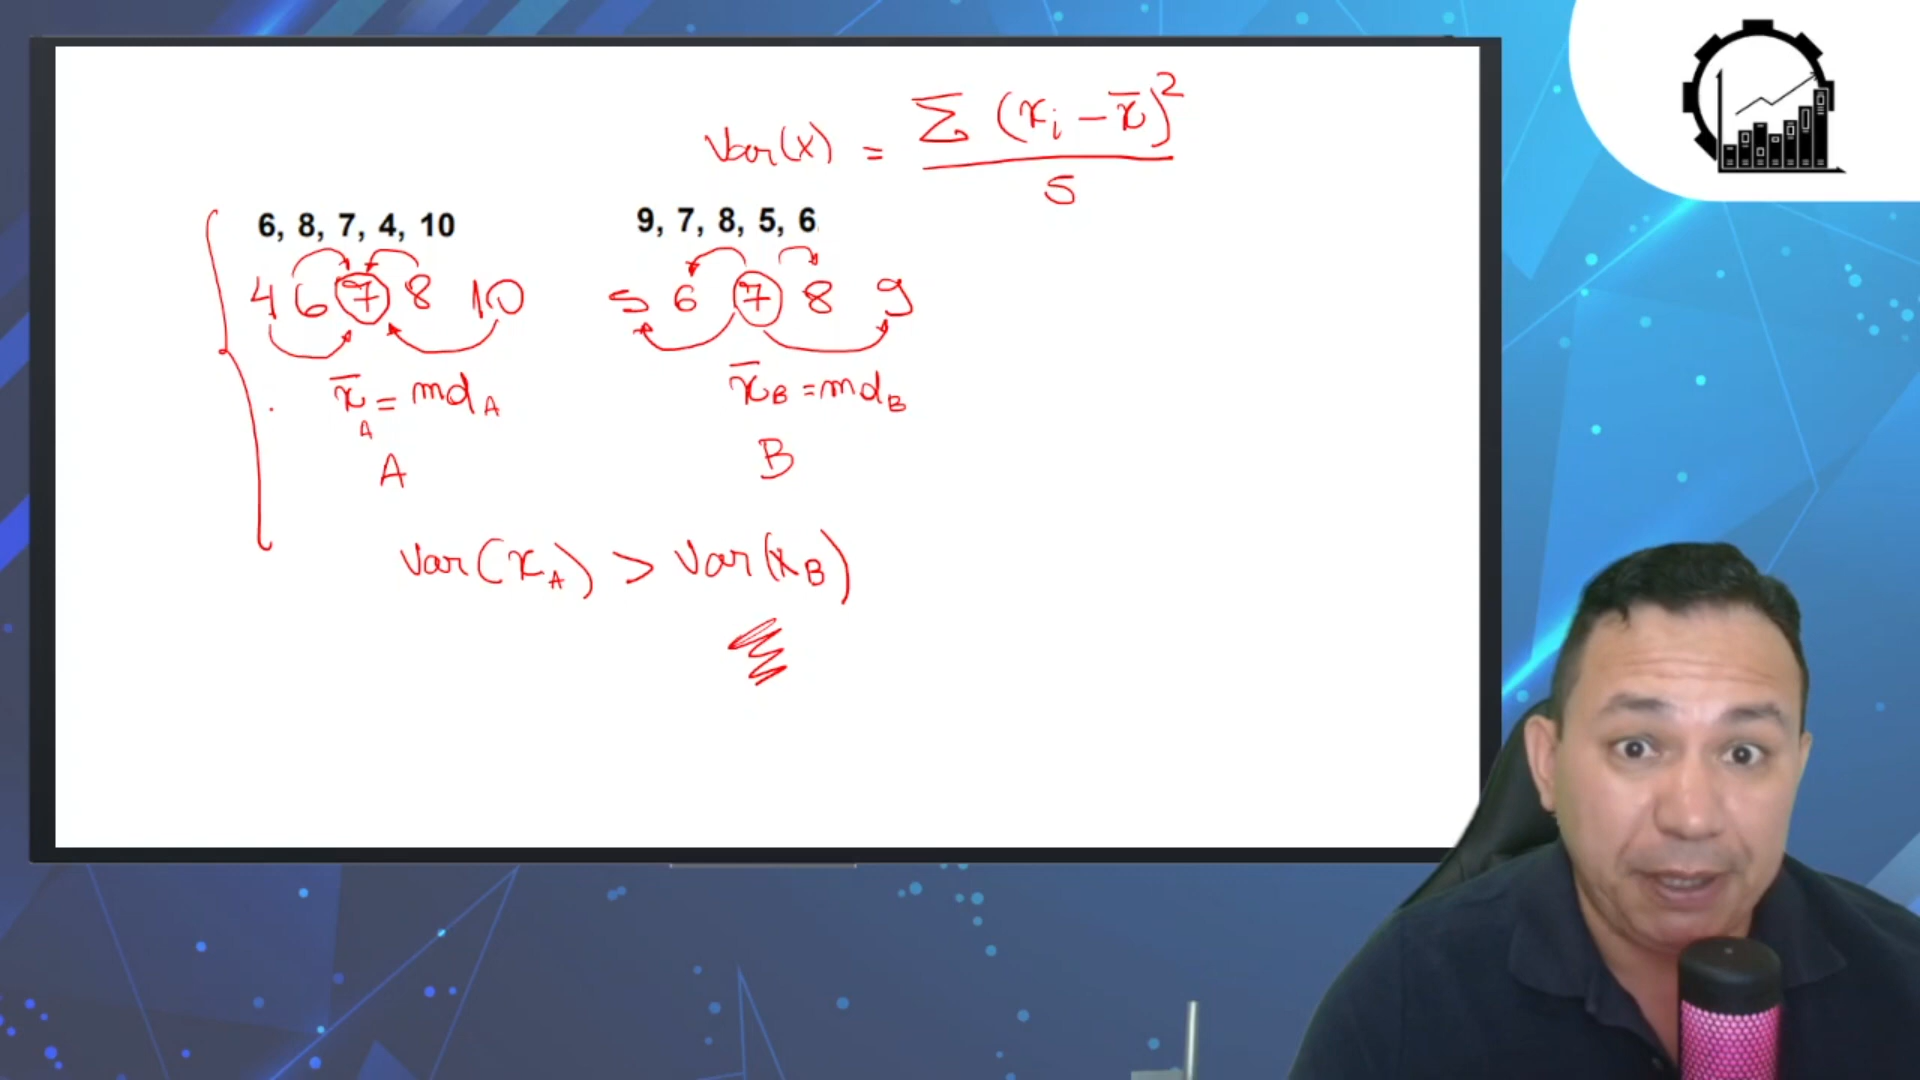 Var(x) = Σ (xi - x̄)² / 5
6, 8, 7, 4, 10
9, 7, 8, 5, 6
4 6 7 8 10
5 6 7 8 9
x̄A = mdA
x̄B = mdB
A
B
Var(xA) > Var(xB)